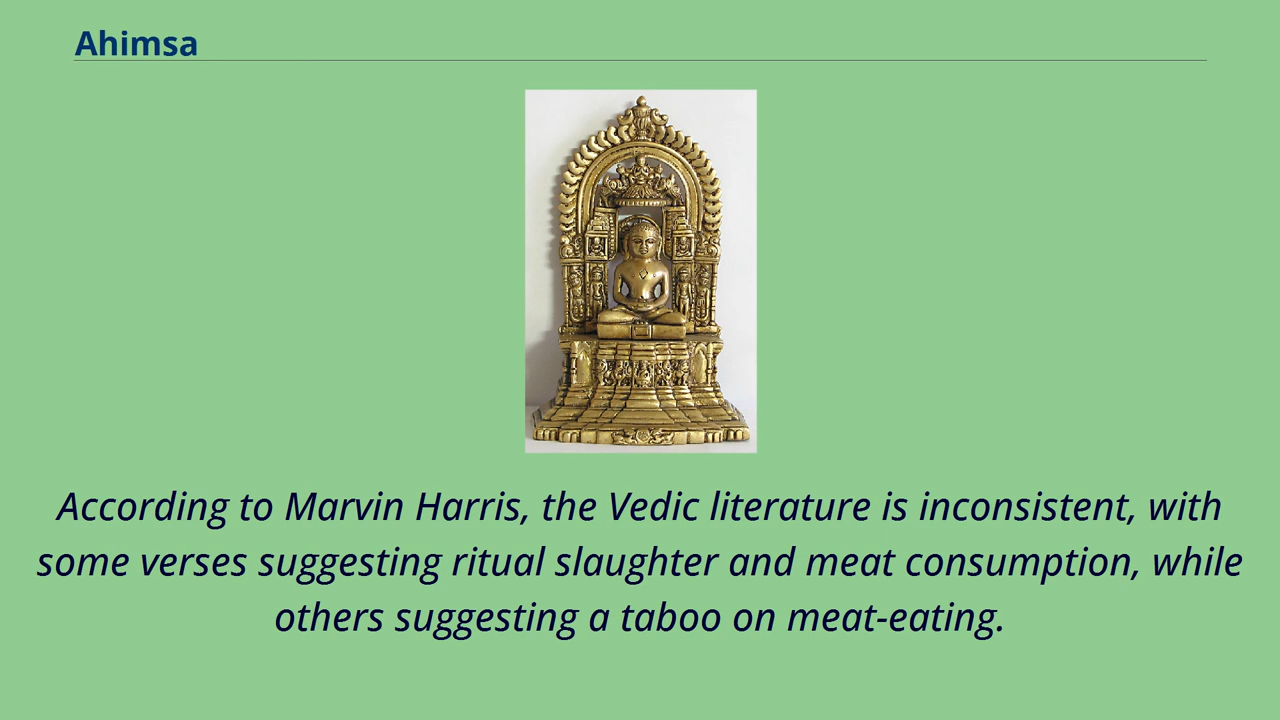 Ahimsa
According to Marvin Harris, the Vedic literature is inconsistent, with
some verses suggesting ritual slaughter and meat consumption, while
others suggesting a taboo on meat-eating.